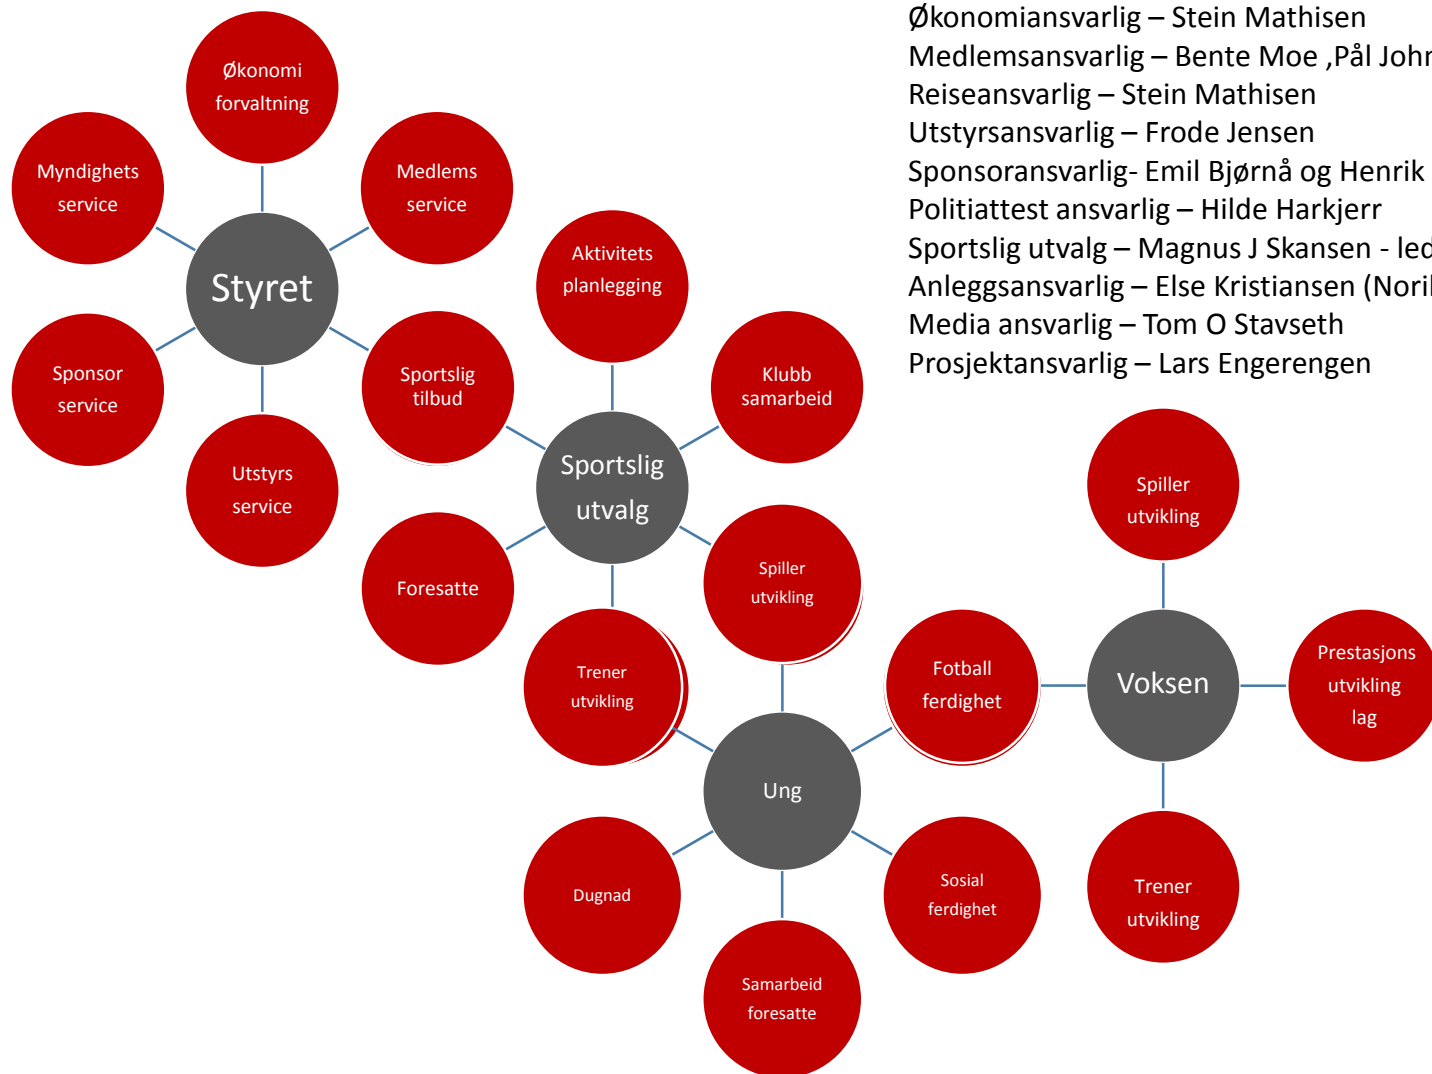 Økonomiansvarlig – Stein Mathisen
Medlemsansvarlig – Bente Moe ,Pål John
Reiseansvarlig – Stein Mathisen
Utstyrsansvarlig – Frode Jensen
Sponsoransvarlig- Emil Bjørnå og Henrik
Politiattest ansvarlig – Hilde Harkjerr
Sportslig utvalg – Magnus J Skansen - led
Anleggsansvarlig – Else Kristiansen
Media ansvarlig – Tom O Stavseth
Prosjektansvarlig – Lars Engerengen
Økonomi
forvaltning
Myndighets
service
Medlems
service
Styret
Sponsor
service
Utstyrs
service
Sportslig
tilbud
Aktivitets
planlegging
Klubb
samarbeid
Sportslig
utvalg
Foresatte
Spiller
utvikling
Trener
utvikling
Ung
Fotball
ferdighet
Dugnad
Sosial
ferdighet
Samarbeid
foresatte
Spiller
utvikling
Voksen
Prestasjons
utvikling
lag
Trener
utvikling